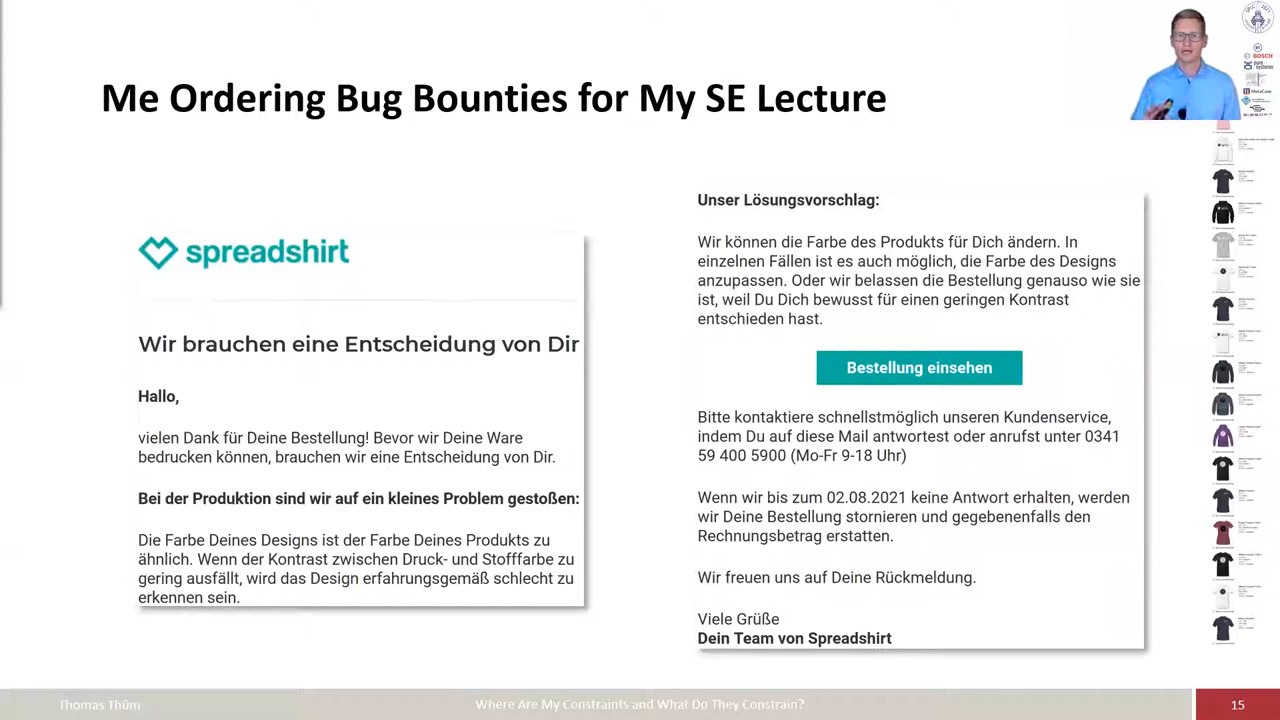 Me Ordering Bug Bounties for My SE Lecture
spreadshirt
Wir brauchen eine Entscheidung von Dir
Hallo,
vielen Dank für Deine Bestellung! Bevor wir Deine Ware
bedrucken können, brauchen wir eine Entscheidung von Dir.
Bei der Produktion sind wir auf ein kleines Problem gestoßen:
Die Farbe Deines Designs ist der Farbe Deines Produkts zu
ähnlich. Wenn der Kontrast zwischen Druck- und Stofffarbe zu
gering ausfällt, wird das Design erfahrungsgemäß schlecht zu
erkennen sein.
Unser Lösungsvorschlag:
Wir können die Farbe des Produkts für Dich ändern. In
einzelnen Fällen ist es auch möglich, die Farbe des Designs
anzupassen. Oder wir belassen die Bestellung genauso wie sie
ist, weil Du Dich bewusst für einen geringen Kontrast
entschieden hast.
Bestellung einsehen
Bitte kontaktiere schnellstmöglich unseren Kundenservice,
indem Du auf diese Mail antwortest oder anrufst unter 0341
59 400 5900 (Mo-Fr 9-18 Uhr)
Wenn wir bis zum 02.08.2021 keine Antwort erhalten, werden
wir Deine Bestellung stornieren und gegebenenfalls den
Rechnungsbetrag erstatten.
Wir freuen uns auf Deine Rückmeldung.
Viele Grüße
Dein Team von Spreadshirt
BOSCH
pure systems
MetaCase
Thomas Thüm
Where Are My Constraints and What Do They Constrain?
15